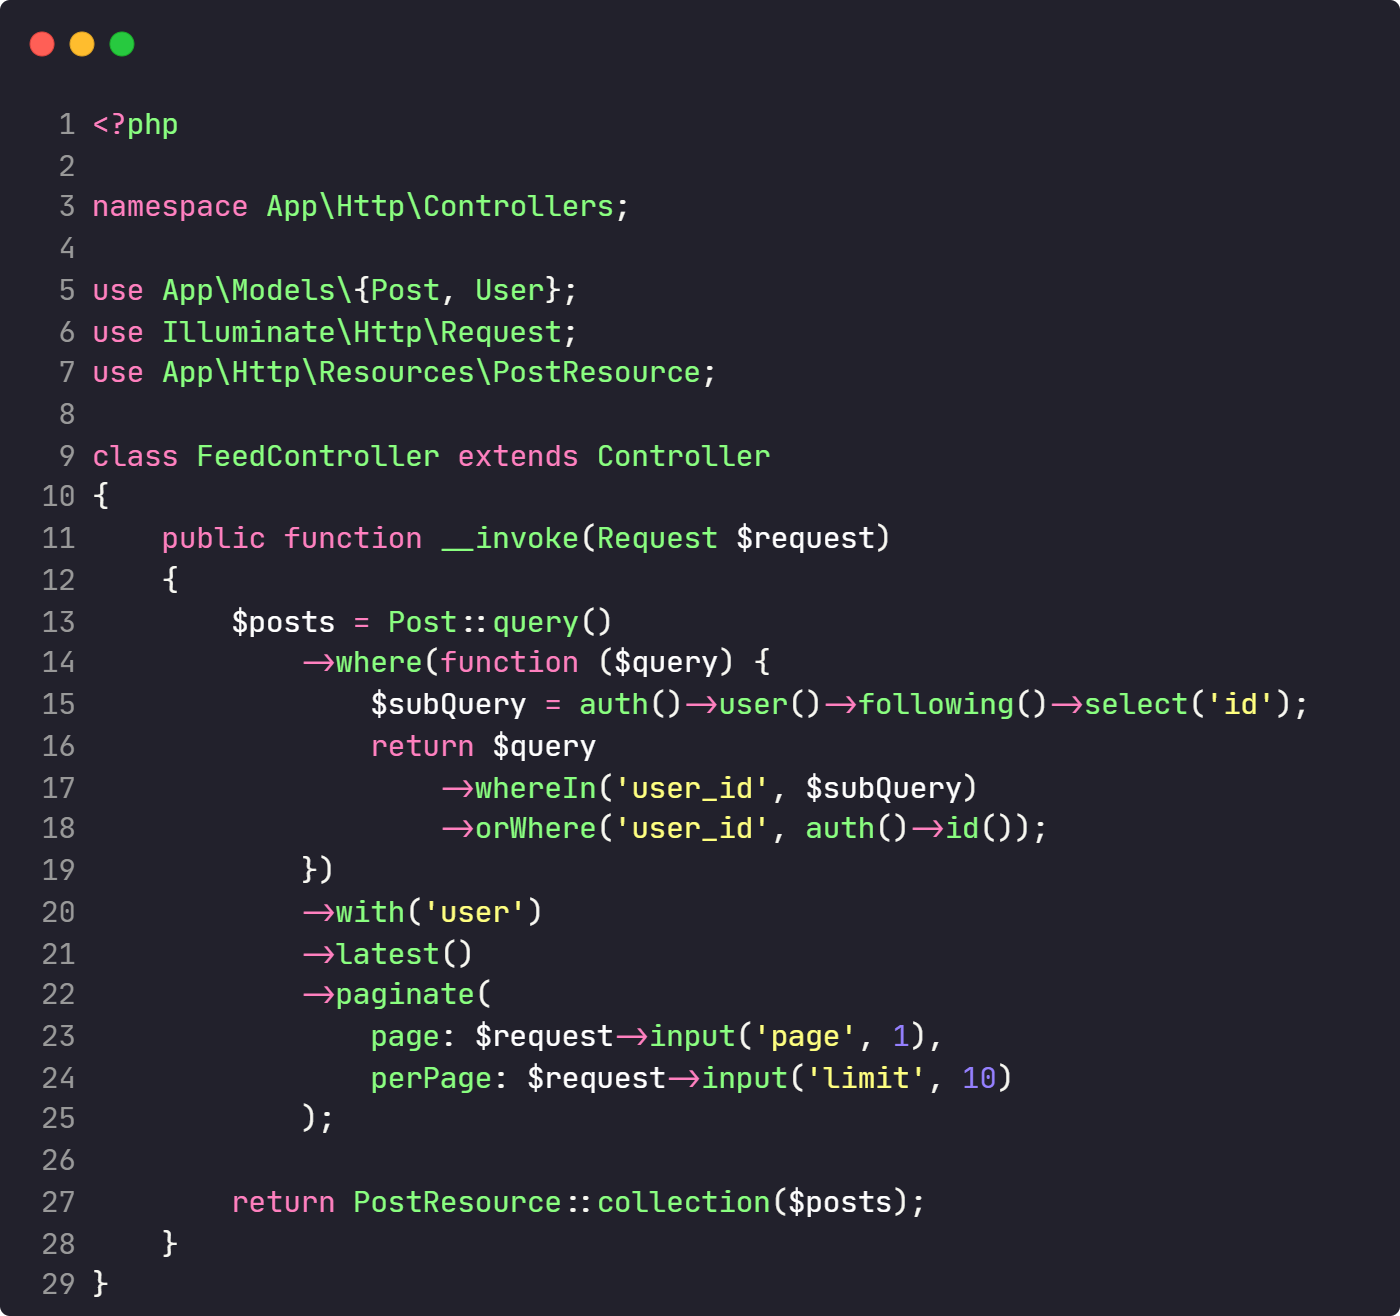 1 <?php
2
3 namespace App\Http\Controllers;
4
5 use App\Models\{Post, User};
6 use Illuminate\Http\Request;
7 use App\Http\Resources\PostResource;
8
9 class FeedController extends Controller
10 {
11     public function __invoke(Request $request)
12     {
13         $posts = Post::query()
14             ->where(function ($query) {
15                 $subQuery = auth()->user()->following()->select('id');
16                 return $query
17                     ->whereIn('user_id', $subQuery)
18                     ->orWhere('user_id', auth()->id());
19             })
20             ->with('user')
21             ->latest()
22             ->paginate(
23                 page: $request->input('page', 1),
24                 perPage: $request->input('limit', 10)
25             );
26
27         return PostResource::collection($posts);
28     }
29 }